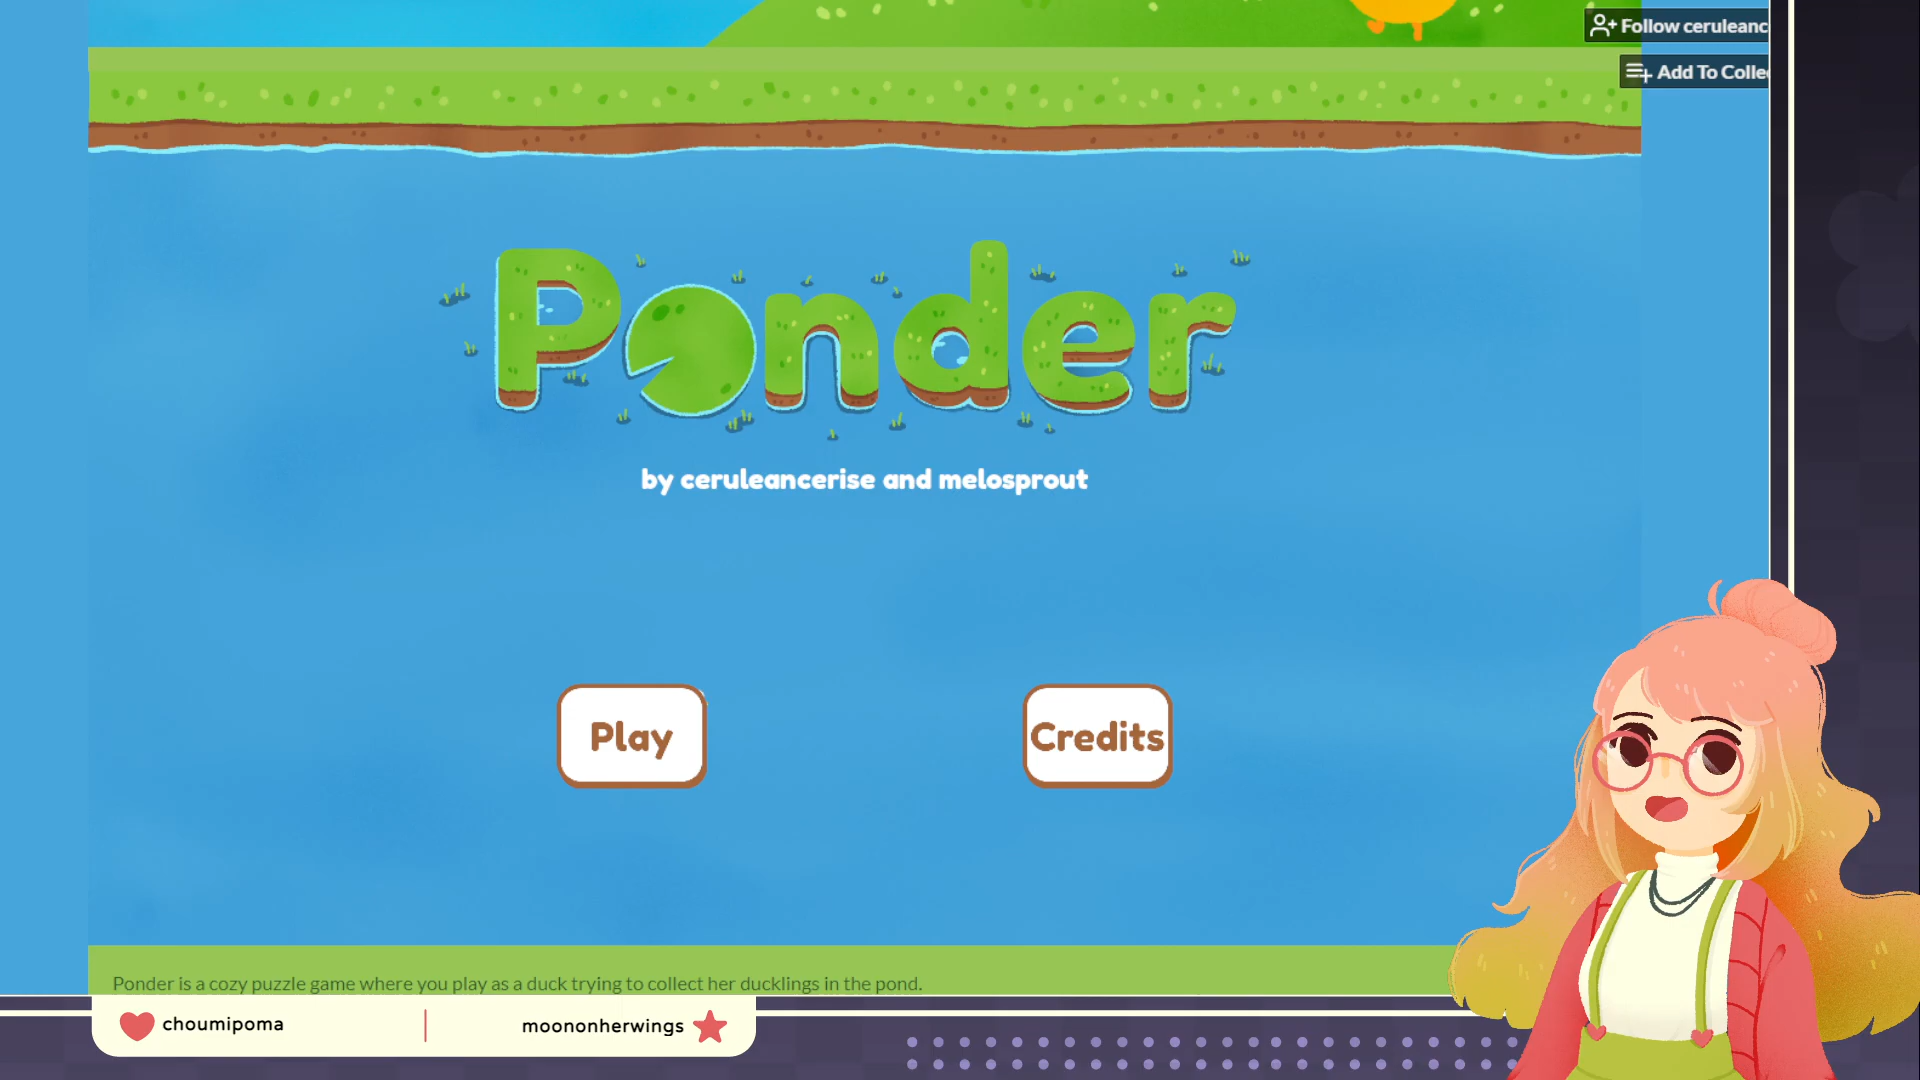 Follow ceruleanc
Add To Colle
Ponder
by ceruleancerise and melosprout
Play
Credits
Ponder is a cozy puzzle game where you play as a duck trying to collect her ducklings in the pond.
choumipoma
moononherwings